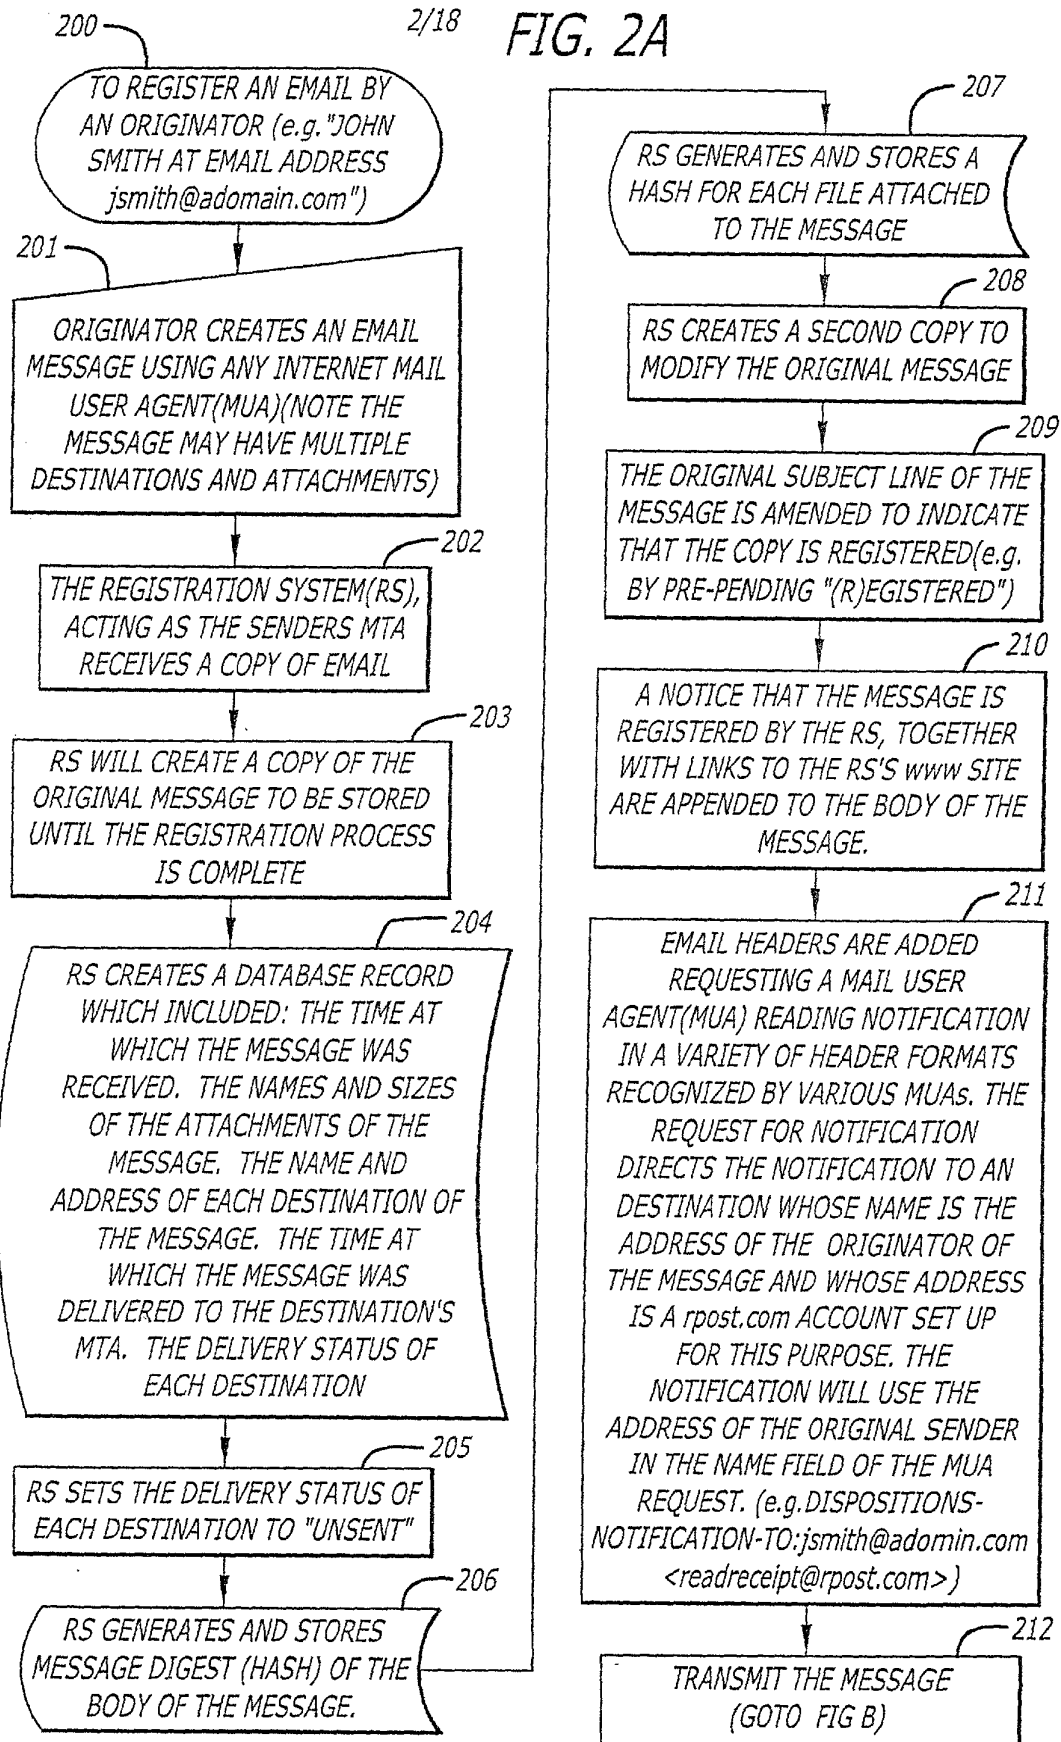 2/18
FIG. 2A
200
TO REGISTER AN EMAIL BY
AN ORIGINATOR (e.g."JOHN
SMITH AT EMAIL ADDRESS
jsmith@adomain.com")
201
ORIGINATOR CREATES AN EMAIL
MESSAGE USING ANY INTERNET MAIL
USER AGENT(MUA)(NOTE THE
MESSAGE MAY HAVE MULTIPLE
DESTINATIONS AND ATTACHMENTS)
202
THE REGISTRATION SYSTEM(RS),
ACTING AS THE SENDERS MTA
RECEIVES A COPY OF EMAIL
203
RS WILL CREATE A COPY OF THE
ORIGINAL MESSAGE TO BE STORED
UNTIL THE REGISTRATION PROCESS
IS COMPLETE
204
RS CREATES A DATABASE RECORD
WHICH INCLUDED: THE TIME AT
WHICH THE MESSAGE WAS
RECEIVED. THE NAMES AND SIZES
OF THE ATTACHMENTS OF THE
MESSAGE. THE NAME AND
ADDRESS OF EACH DESTINATION OF
THE MESSAGE. THE TIME AT
WHICH THE MESSAGE WAS
DELIVERED TO THE DESTINATION'S
MTA. THE DELIVERY STATUS OF
EACH DESTINATION
205
RS SETS THE DELIVERY STATUS OF
EACH DESTINATION TO "UNSENT"
206
RS GENERATES AND STORES
MESSAGE DIGEST (HASH) OF THE
BODY OF THE MESSAGE.
207
RS GENERATES AND STORES A
HASH FOR EACH FILE ATTACHED
TO THE MESSAGE
208
RS CREATES A SECOND COPY TO
MODIFY THE ORIGINAL MESSAGE
209
THE ORIGINAL SUBJECT LINE OF THE
MESSAGE IS AMENDED TO INDICATE
THAT THE COPY IS REGISTERED(e.g.
BY PRE-PENDING "(R)EGISTERED")
210
A NOTICE THAT THE MESSAGE IS
REGISTERED BY THE RS, TOGETHER
WITH LINKS TO THE RS'S www SITE
ARE APPENDED TO THE BODY OF THE
MESSAGE.
211
EMAIL HEADERS ARE ADDED
REQUESTING A MAIL USER
AGENT(MUA) READING NOTIFICATION
IN A VARIETY OF HEADER FORMATS
RECOGNIZED BY VARIOUS MUAs. THE
REQUEST FOR NOTIFICATION
DIRECTS THE NOTIFICATION TO AN
DESTINATION WHOSE NAME IS THE
ADDRESS OF THE ORIGINATOR OF
THE MESSAGE AND WHOSE ADDRESS
IS A rpost.com ACCOUNT SET UP
FOR THIS PURPOSE. THE
NOTIFICATION WILL USE THE
ADDRESS OF THE ORIGINAL SENDER
IN THE NAME FIELD OF THE MUA
REQUEST. (e.g.DISPOSITIONS-
NOTIFICATION-TO:jsmith@adomin.com
<readreceipt@rpost.com>)
212
TRANSMIT THE MESSAGE
(GOTO FIG B)